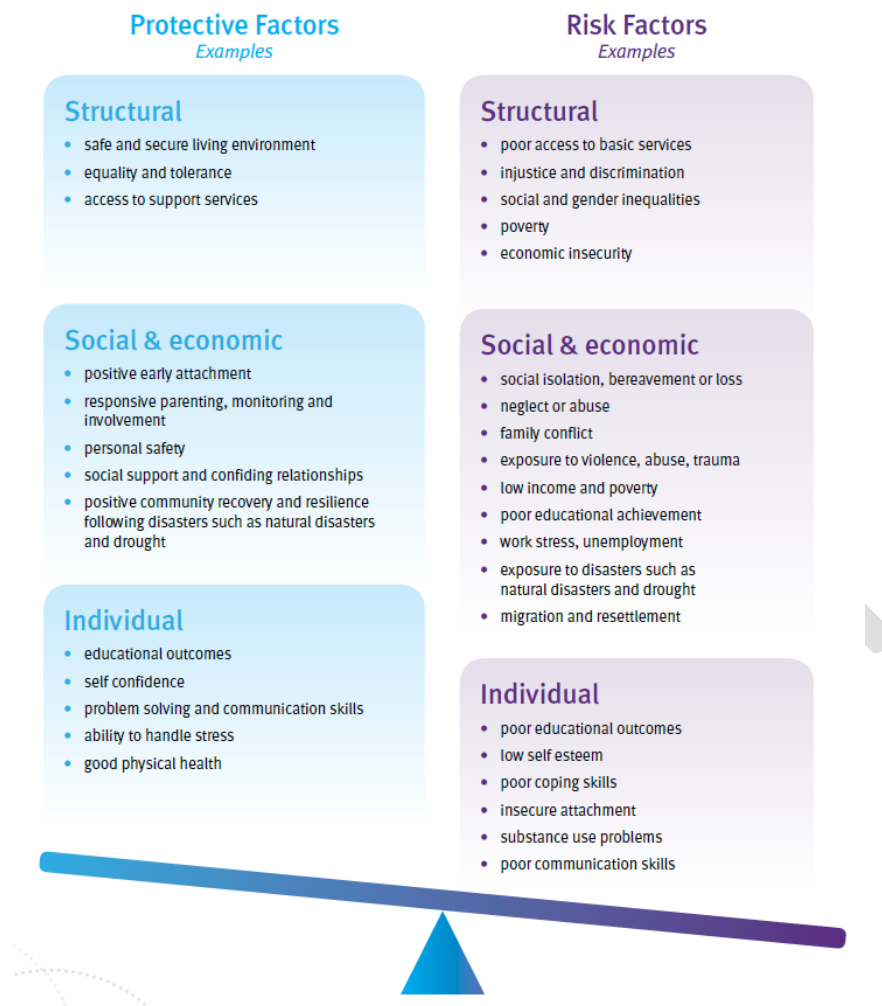 Protective Factors
Examples
Structural
• safe and secure living environment
• equality and tolerance
• access to support services
Social & economic
• positive early attachment
• responsive parenting, monitoring and
involvement
• personal safety
• social support and confiding relationships
• positive community recovery and resilience
following disasters such as natural disasters
and drought
Individual
• educational outcomes
• self confidence
• problem solving and communication skills
• ability to handle stress
• good physical health
Risk Factors
Examples
Structural
• poor access to basic services
• injustice and discrimination
• social and gender inequalities
• poverty
• economic insecurity
Social & economic
• social isolation, bereavement or loss
• neglect or abuse
• family conflict
• exposure to violence, abuse, trauma
• low income and poverty
• poor educational achievement
• work stress, unemployment
• exposure to disasters such as
natural disasters and drought
• migration and resettlement
Individual
• poor educational outcomes
• low self esteem
• poor coping skills
• insecure attachment
• substance use problems
• poor communication skills